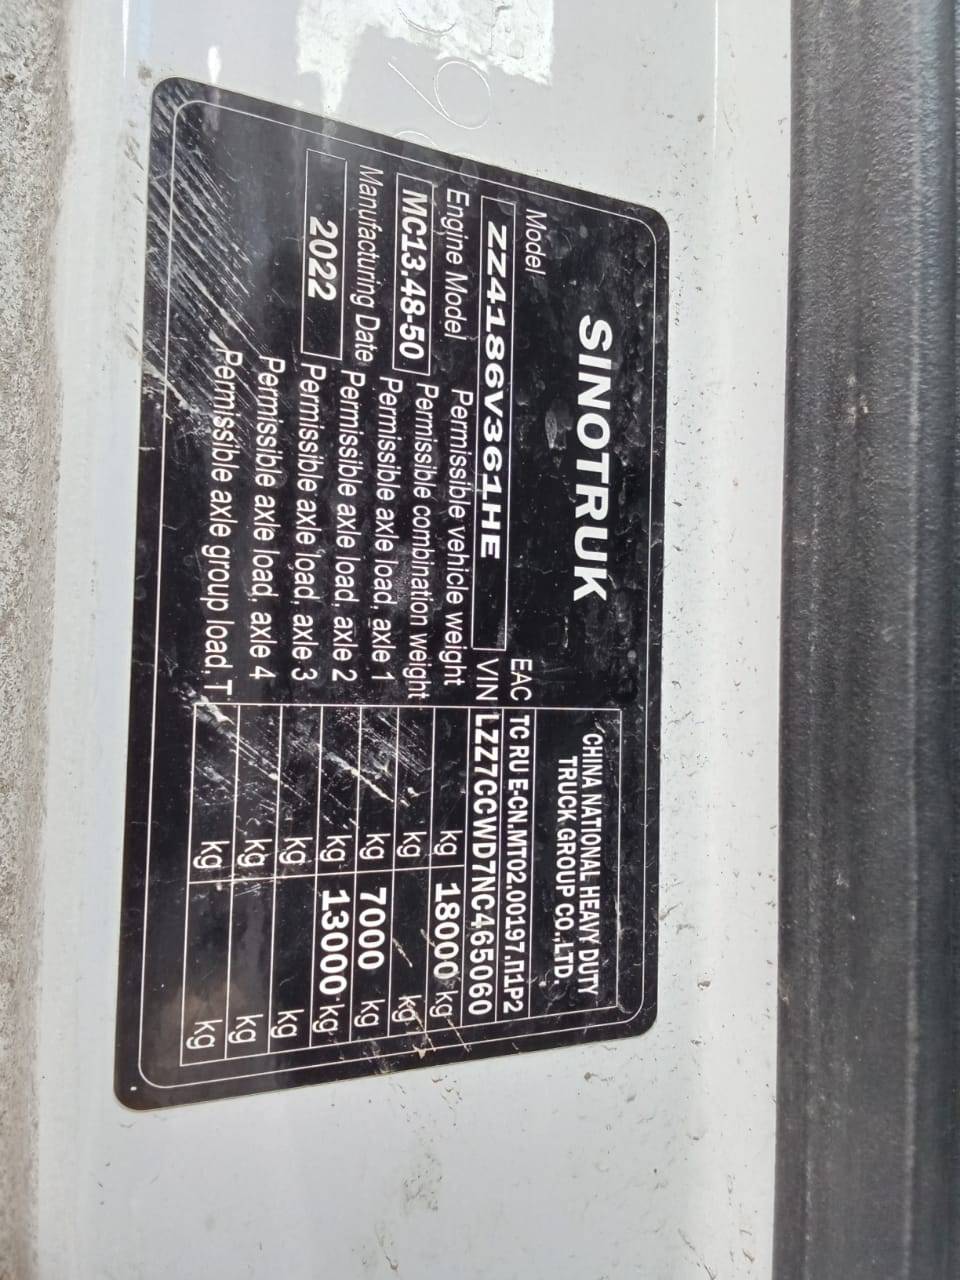 SINOTRUK
CHINA NATIONAL HEAVY DUTY
TRUCK GROUP CO.,LTD.
Model
EAC TC RU E-CN.MT02.00197.П1P2
ZZ4186V361HE
VIN LZZ7CCWD7NC465060
Engine Model
Permissible vehicle weight kg 18000 kg
MC13.48-50
Permissible combination weight kg kg
Manufacturing Date
Permissible axle load, axle 1 kg 7000 kg
2022
Permissible axle load, axle 2 kg 13000 kg
Permissible axle load, axle 3 kg kg
Permissible axle load, axle 4 kg kg
Permissible axle group load, T kg kg